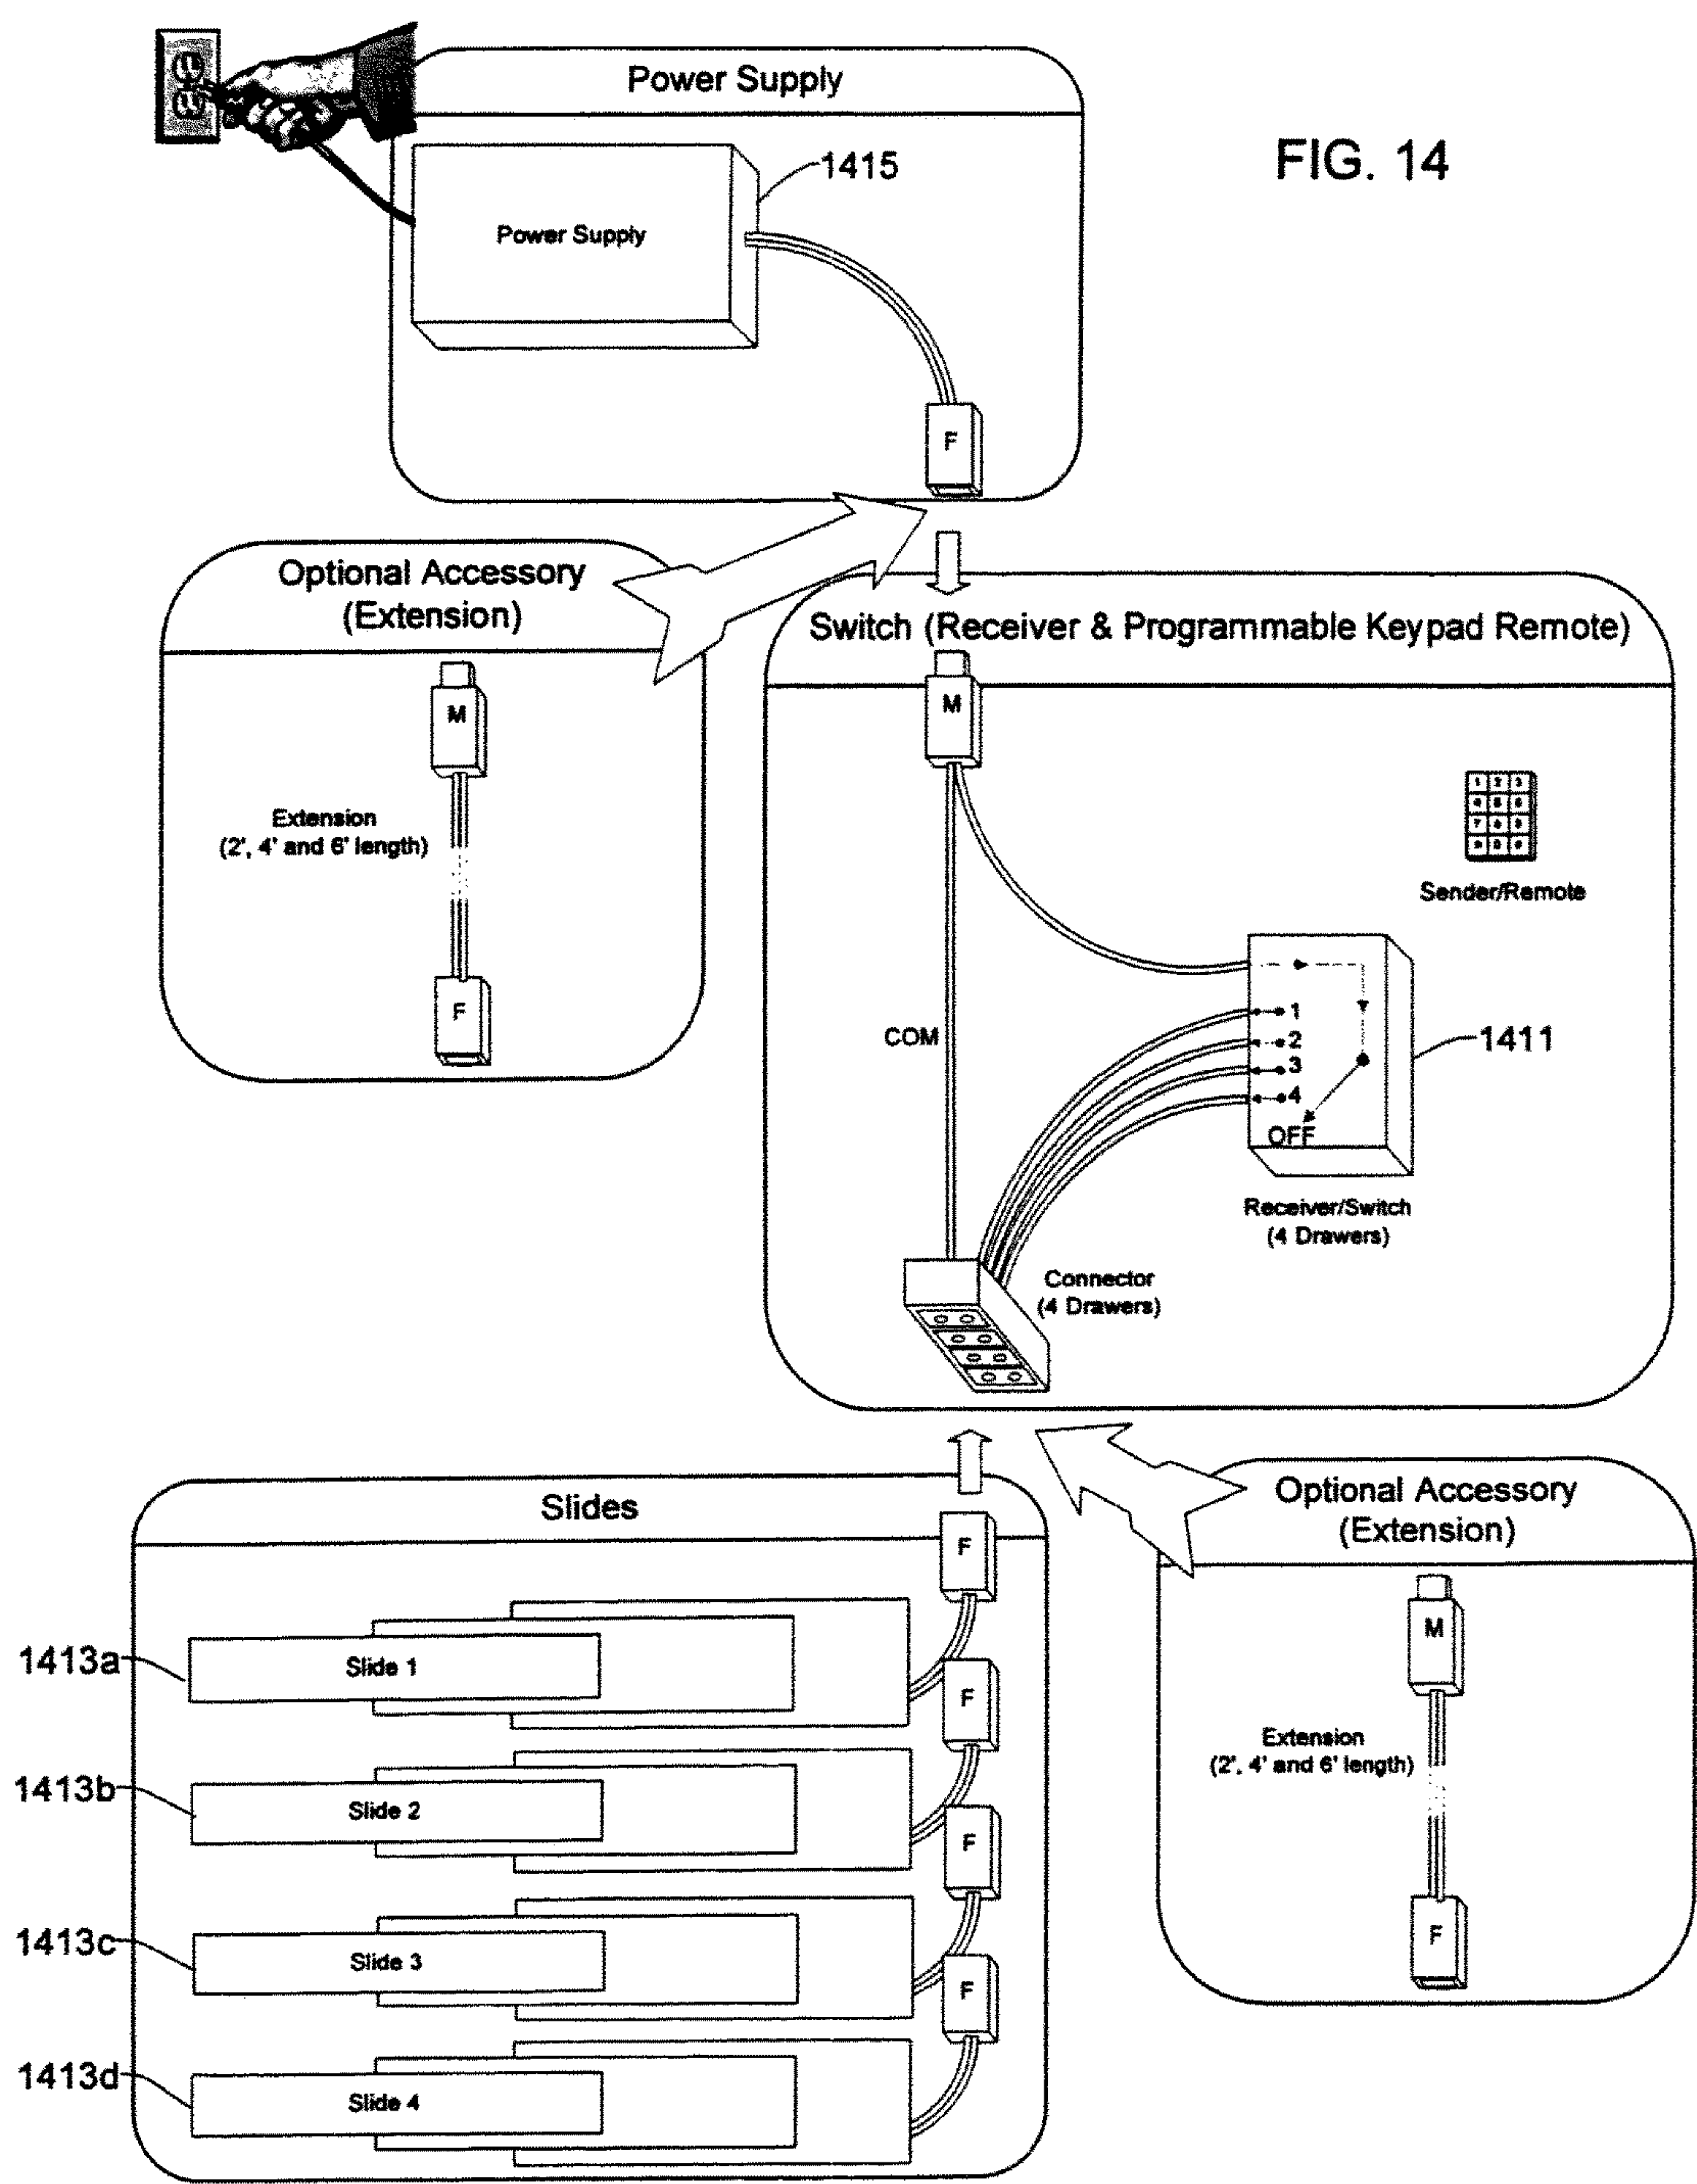 FIG. 14
Power Supply
1415
Power Supply
F
Optional Accessory
(Extension)
M
Extension
(2', 4' and 6' length)
F
Switch (Receiver & Programmable Keypad Remote)
M
1 2 3
Sender/Remote
COM
1
2
3
4
OFF
1411
Receiver/Switch
(4 Drawers)
Connector
(4 Drawers)
Slides
F
1413a
Slide 1
F
1413b
Slide 2
F
1413c
Slide 3
F
1413d
Slide 4
Optional Accessory
(Extension)
M
Extension
(2', 4' and 6' length)
F